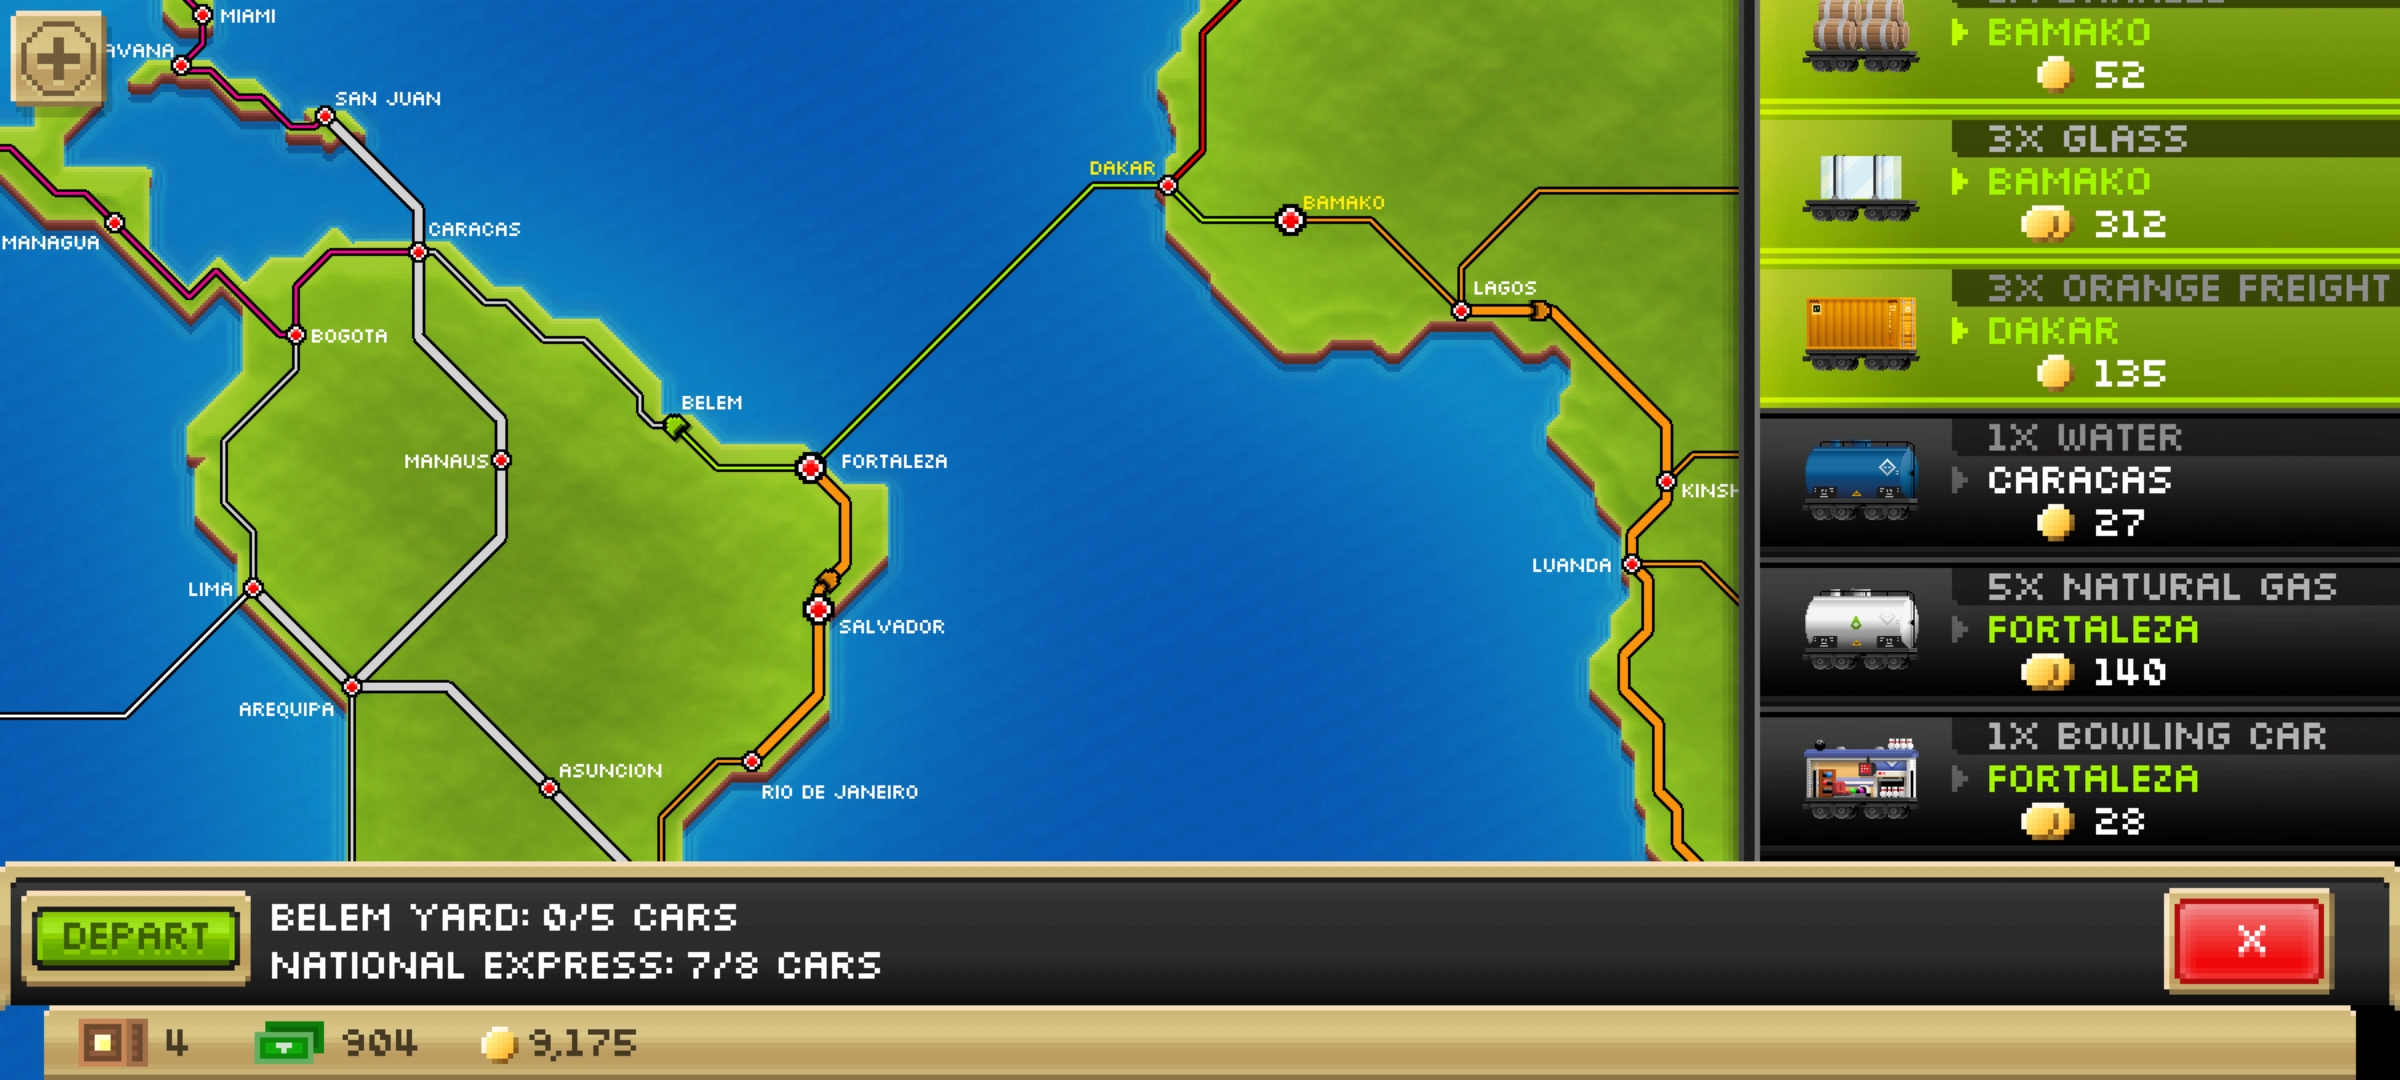 MIAMI
AVANA
SAN JUAN
CARACAS
MANAGUA
BOGOTA
BELEM
MANAUS
FORTALEZA
LIMA
SALVADOR
AREQUIPA
ASUNCION
RIO DE JANEIRO
DAKAR
BAMAKO
LAGOS
KINSH
LUANDA
BAMAKO
52
3X GLASS
BAMAKO
312
3X ORANGE FREIGHT
DAKAR
135
1X WATER
CARACAS
27
5X NATURAL GAS
FORTALEZA
140
1X BOWLING CAR
FORTALEZA
28
DEPART
BELEM YARD: 0/5 CARS
NATIONAL EXPRESS: 7/8 CARS
X
4
904
9,175